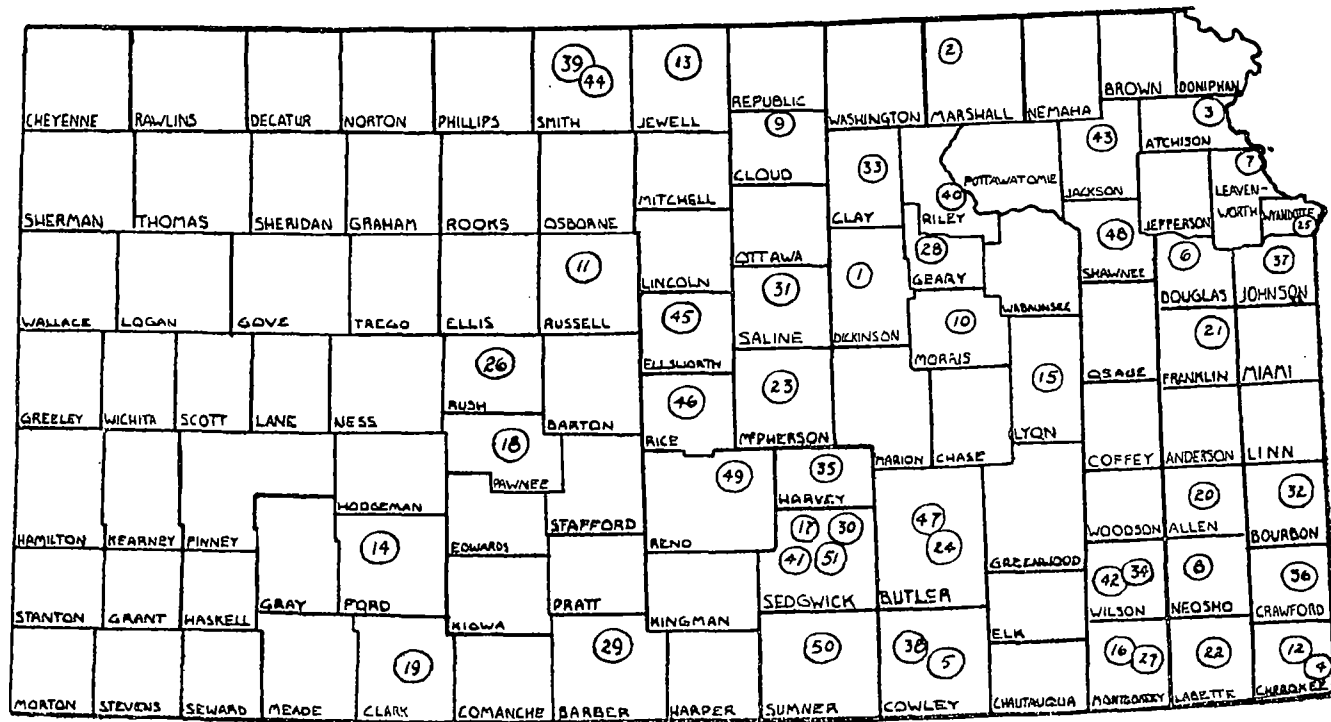 39
44
13
2
CHEYENNE
RAWLINS
DECATUR
NORTON
PHILLIPS
SMITH
JEWELL
REPUBLIC
WASHINGTON
MARSHALL
NEMAHA
BROWN
DONIPHAN
9
CLOUD
33
CLAY
40
RILEY
POTTAWATOMIE
43
JACKSON
3
ATCHISON
7
LEAVEN-
WORTH
WYANDOTTE
25
JEFFERSON
SHERMAN
THOMAS
SHERIDAN
GRAHAM
ROOKS
OSBORNE
MITCHELL
OTTAWA
28
GEARY
48
SHAWNEE
6
DOUGLAS
37
JOHNSON
11
LINCOLN
31
SALINE
1
DICKINSON
WABAUNSEE
WALLACE
LOGAN
GOVE
TREGO
ELLIS
RUSSELL
45
ELLSWORTH
10
MORRIS
15
LYON
OSAGE
21
FRANKLIN
MIAMI
GREELEY
WICHITA
SCOTT
LANE
NESS
26
RUSH
BARTON
46
RICE
23
McPHERSON
MARION
CHASE
COFFEY
ANDERSON
LINN
18
PAWNEE
HODGEMAN
49
RENO
35
HARVEY
HAMILTON
KEARNEY
FINNEY
14
FORD
GRAY
EDWARDS
STAFFORD
17
30
41
51
SEDGWICK
47
24
BUTLER
GREENWOOD
WOODSON
20
ALLEN
32
BOURBON
STANTON
GRANT
HASKELL
KIOWA
PRATT
KINGMAN
ELK
42
34
WILSON
8
NEOSHO
36
CRAWFORD
MORTON
STEVENS
SEWARD
MEADE
19
CLARK
COMANCHE
29
BARBER
HARPER
50
SUMNER
38
5
COWLEY
CHAUTAUQUA
16
27
MONTGOMERY
22
LABETTE
12
4
CHEROKEE